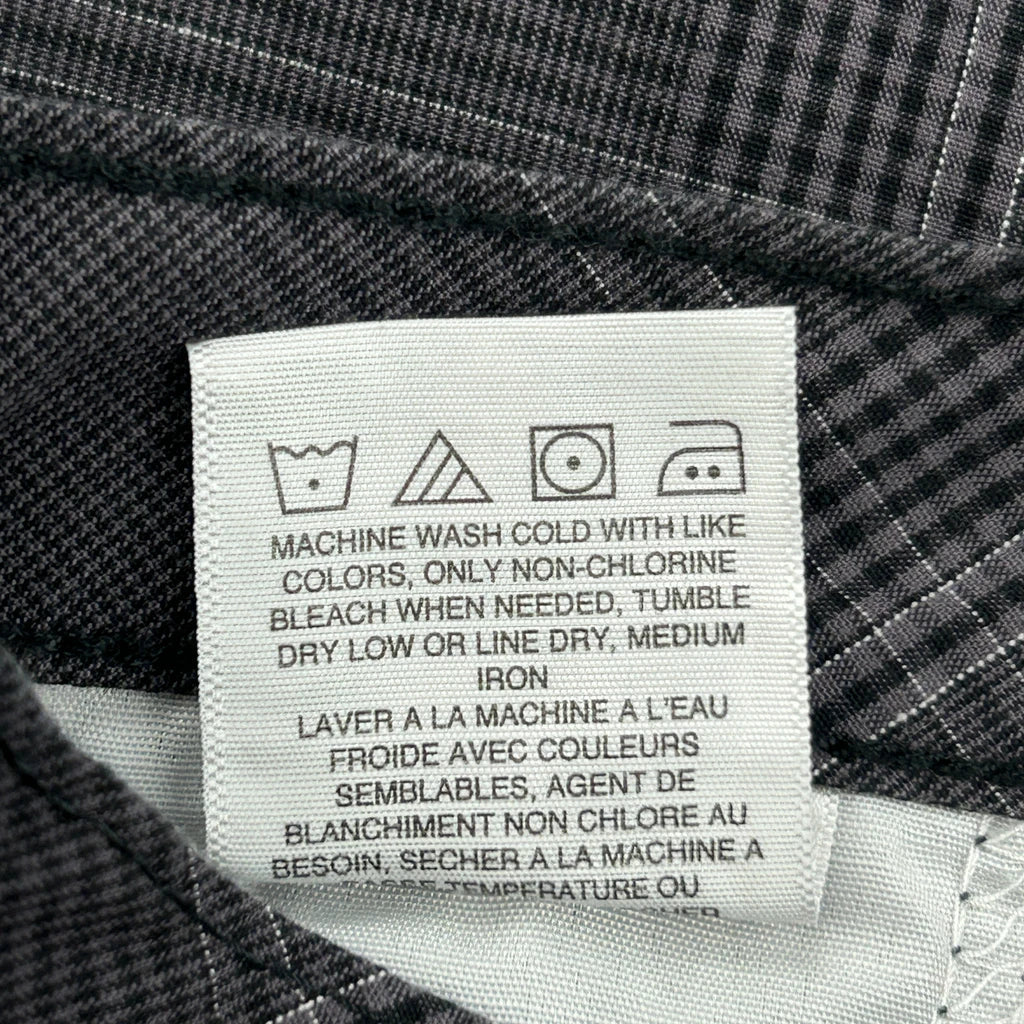 MACHINE WASH COLD WITH LIKE
COLORS, ONLY NON-CHLORINE
BLEACH WHEN NEEDED, TUMBLE
DRY LOW OR LINE DRY, MEDIUM
IRON
LAVER A LA MACHINE A L'EAU
FROIDE AVEC COULEURS
SEMBLABLES, AGENT DE
BLANCHIMENT NON CHLORE AU
BESOIN, SECHER A LA MACHINE A
TEMPERATURE OU